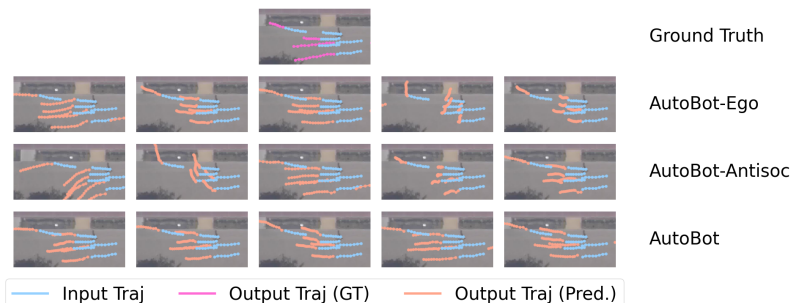 Ground Truth
AutoBot-Ego
AutoBot-Antisoc
AutoBot
Input Traj Output Traj (GT) Output Traj (Pred.)